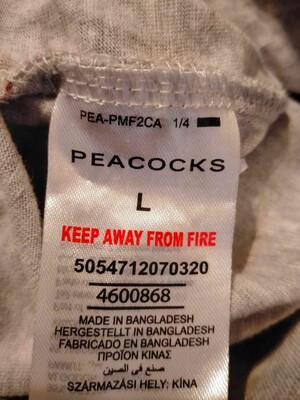 PEA-PMF2CA 1/4
PEACOCKS
L
KEEP AWAY FROM FIRE
5054712070320
4600868
MADE IN BANGLADESH
HERGESTELLT IN BANGLADESH
FABRICADO EN BANGLADESH
ΠΡΟΪΟΝ ΚΙΝΑΣ
صنع في الصين
SZÁRMAZÁSI HELY: KÍNA